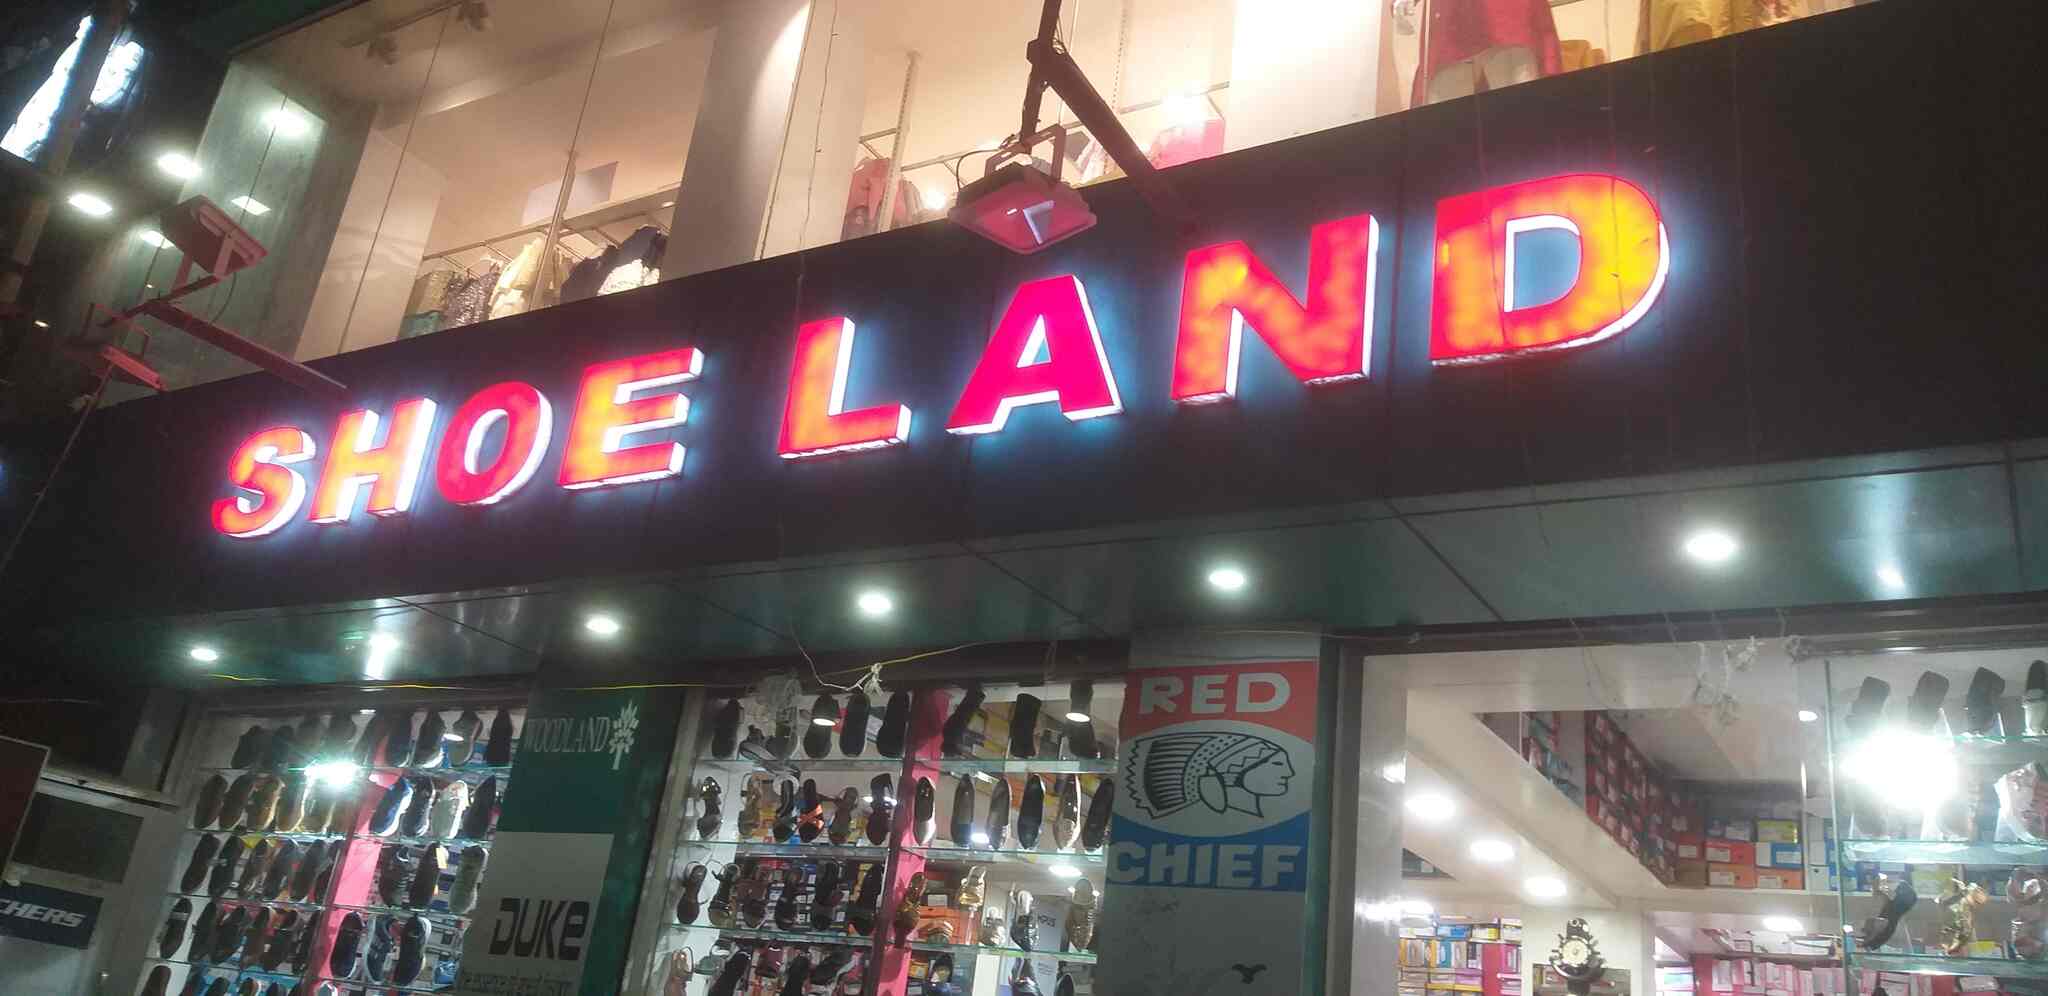 SHOE LAND
WOODLAND
DUKE
RED
CHIEF
CHERS